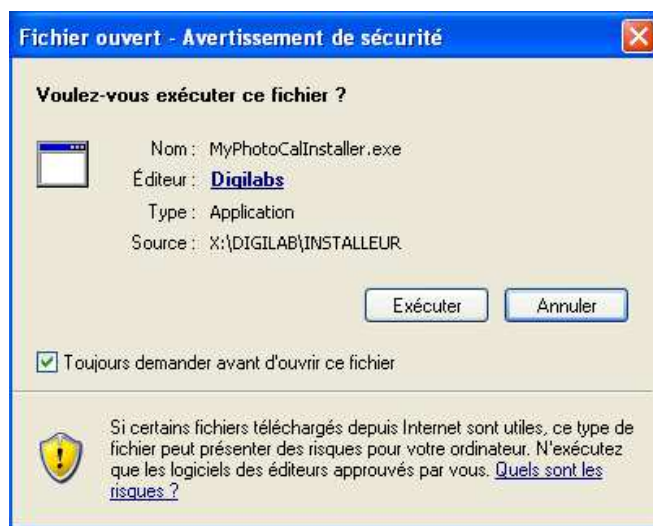 Fichier ouvert - Avertissement de sécurité
Voulez-vous exécuter ce fichier ?
Nom : MyPhotoCalInstaller.exe
Éditeur : Digilabs
Type : Application
Source : X:\DIGILAB\INSTALLEUR
Exécuter Annuler
Toujours demander avant d'ouvrir ce fichier
Si certains fichiers téléchargés depuis Internet sont utiles, ce type de
fichier peut présenter des risques pour votre ordinateur. N'exécutez
que les logiciels des éditeurs approuvés par vous. Quels sont les
risques ?